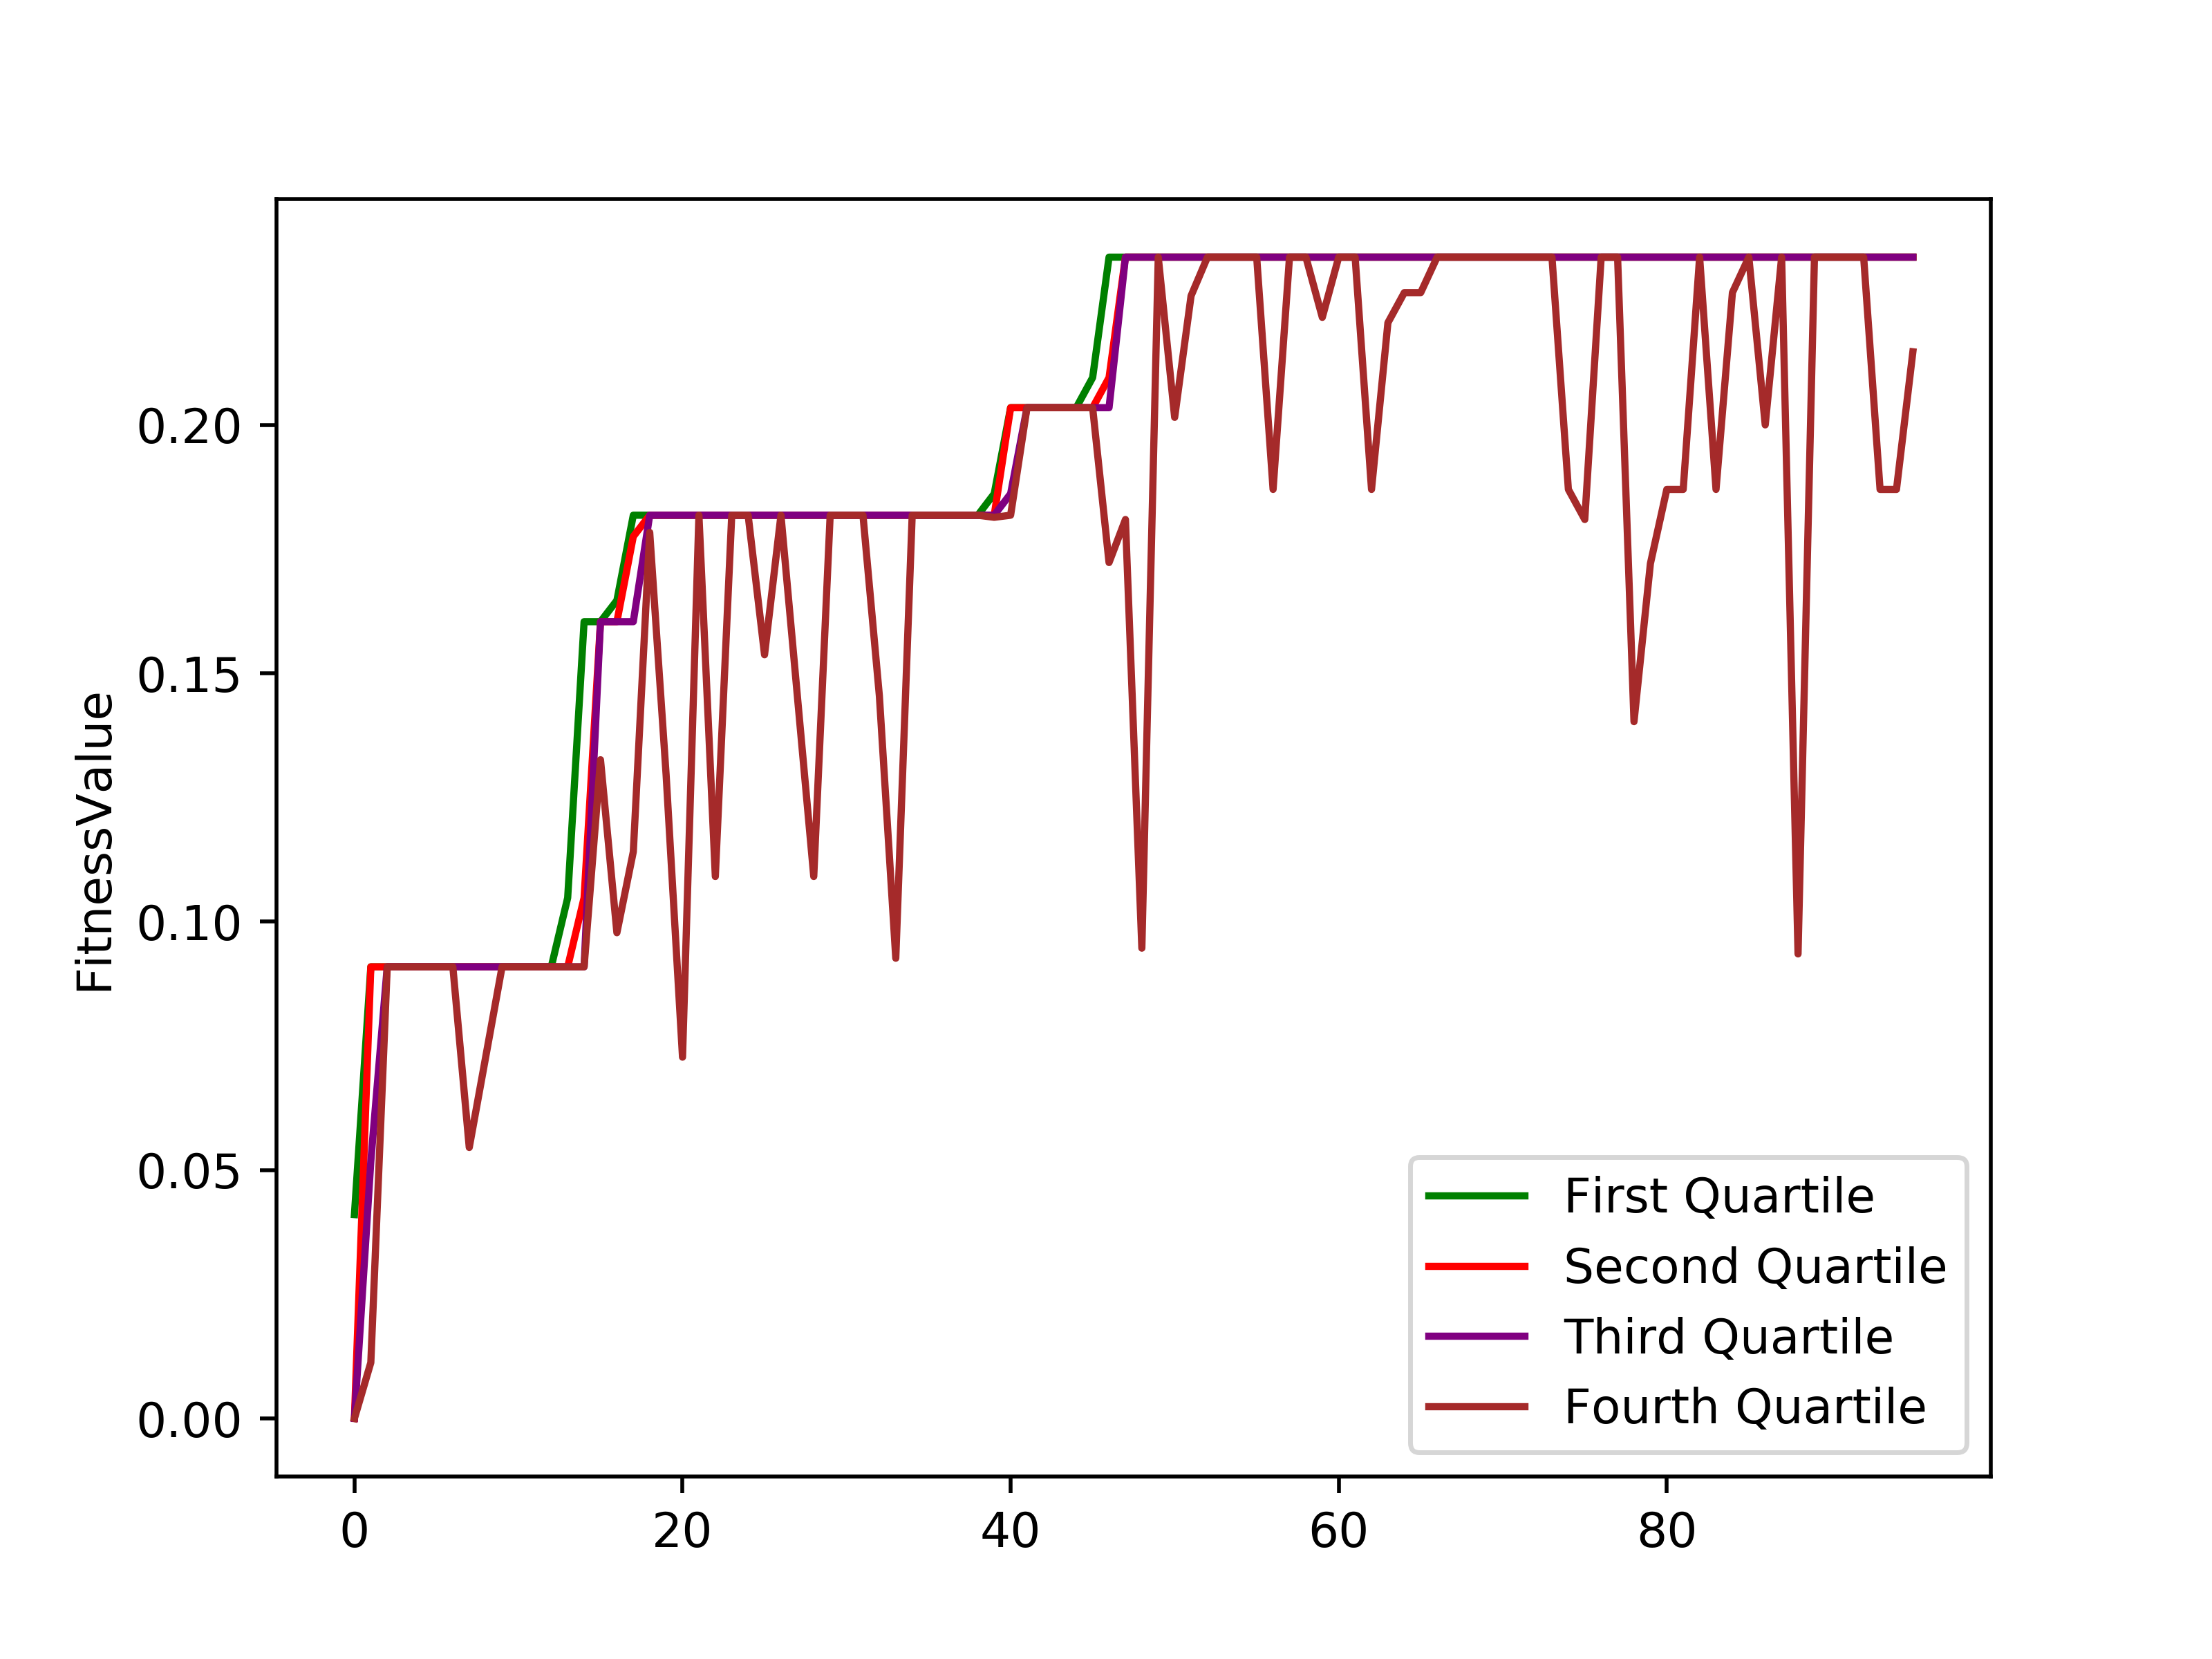 FitnessValue
0.20
0.15
0.10
0.05
0.00
0 20 40 60 80
First Quartile
Second Quartile
Third Quartile
Fourth Quartile